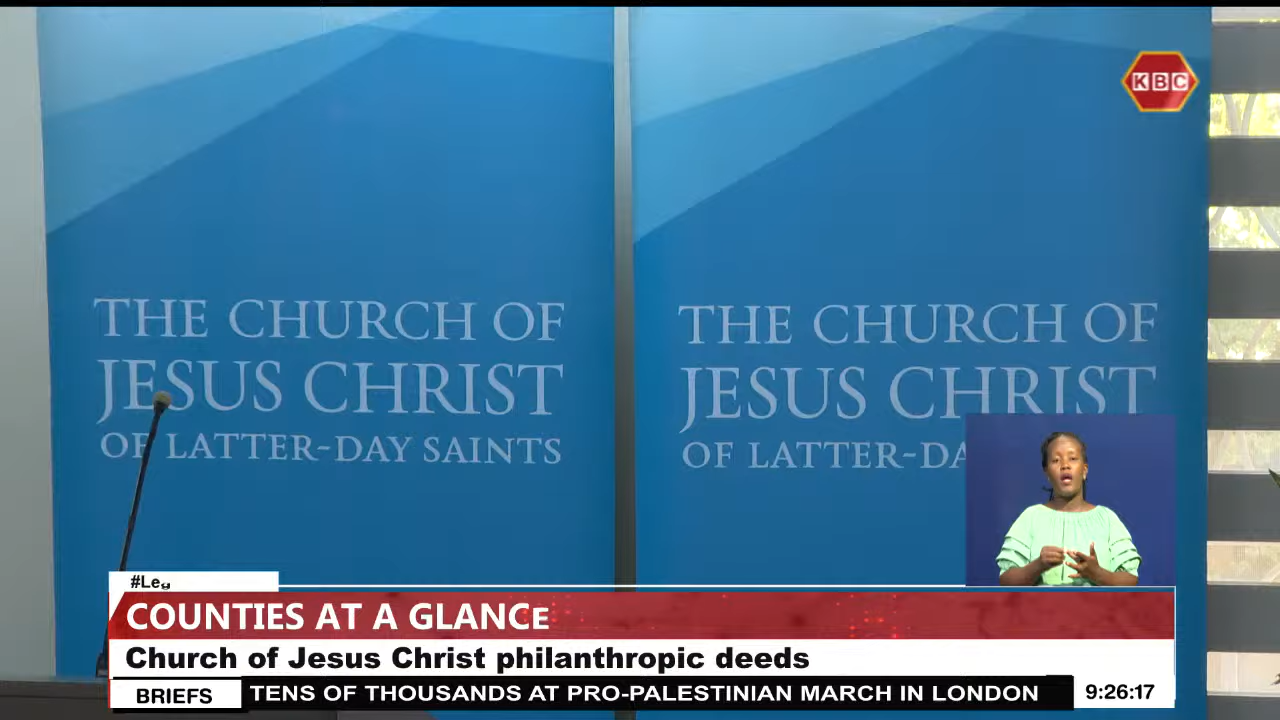 KBC
THE CHURCH OF
JESUS CHRIST
OF LATTER-DAY SAINTS
THE CHURCH OF
JESUS CHRIST
OF LATTER-DA
#Leg
COUNTIES AT A GLANCE
Church of Jesus Christ philanthropic deeds
BRIEFS
TENS OF THOUSANDS AT PRO-PALESTINIAN MARCH IN LONDON
9:26:17